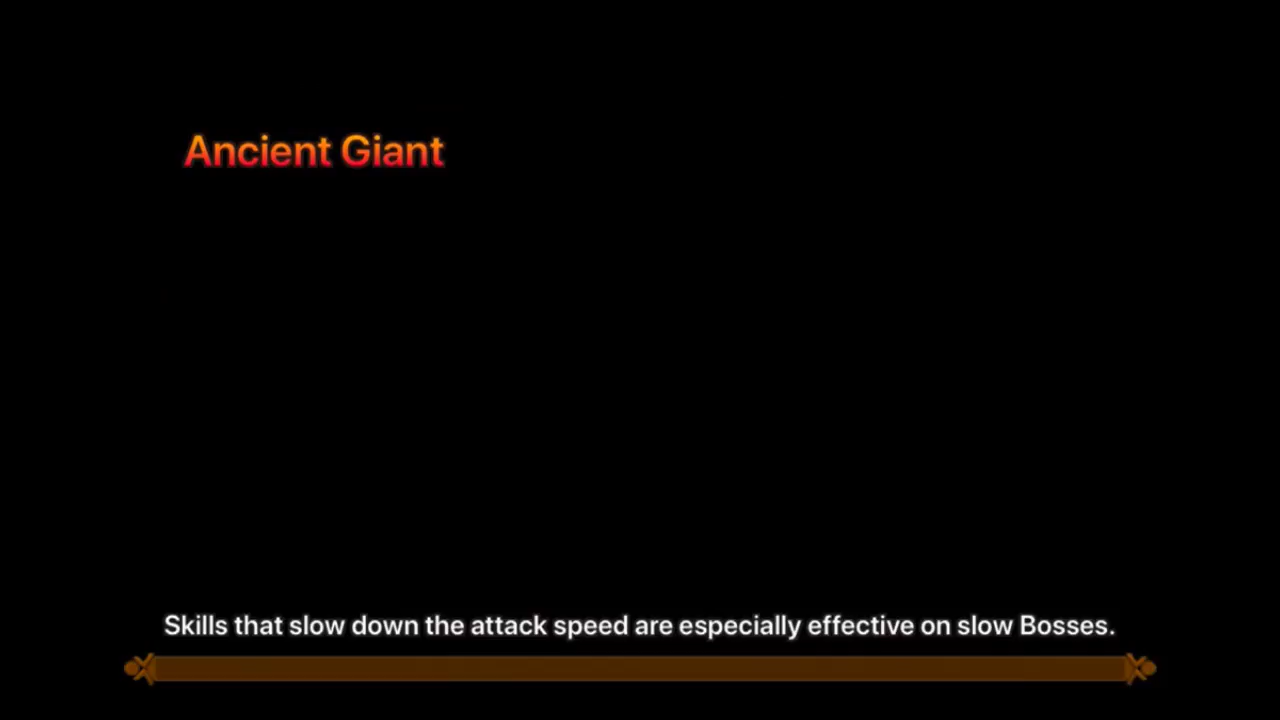 Ancient Giant
Skills that slow down the attack speed are especially effective on slow Bosses.